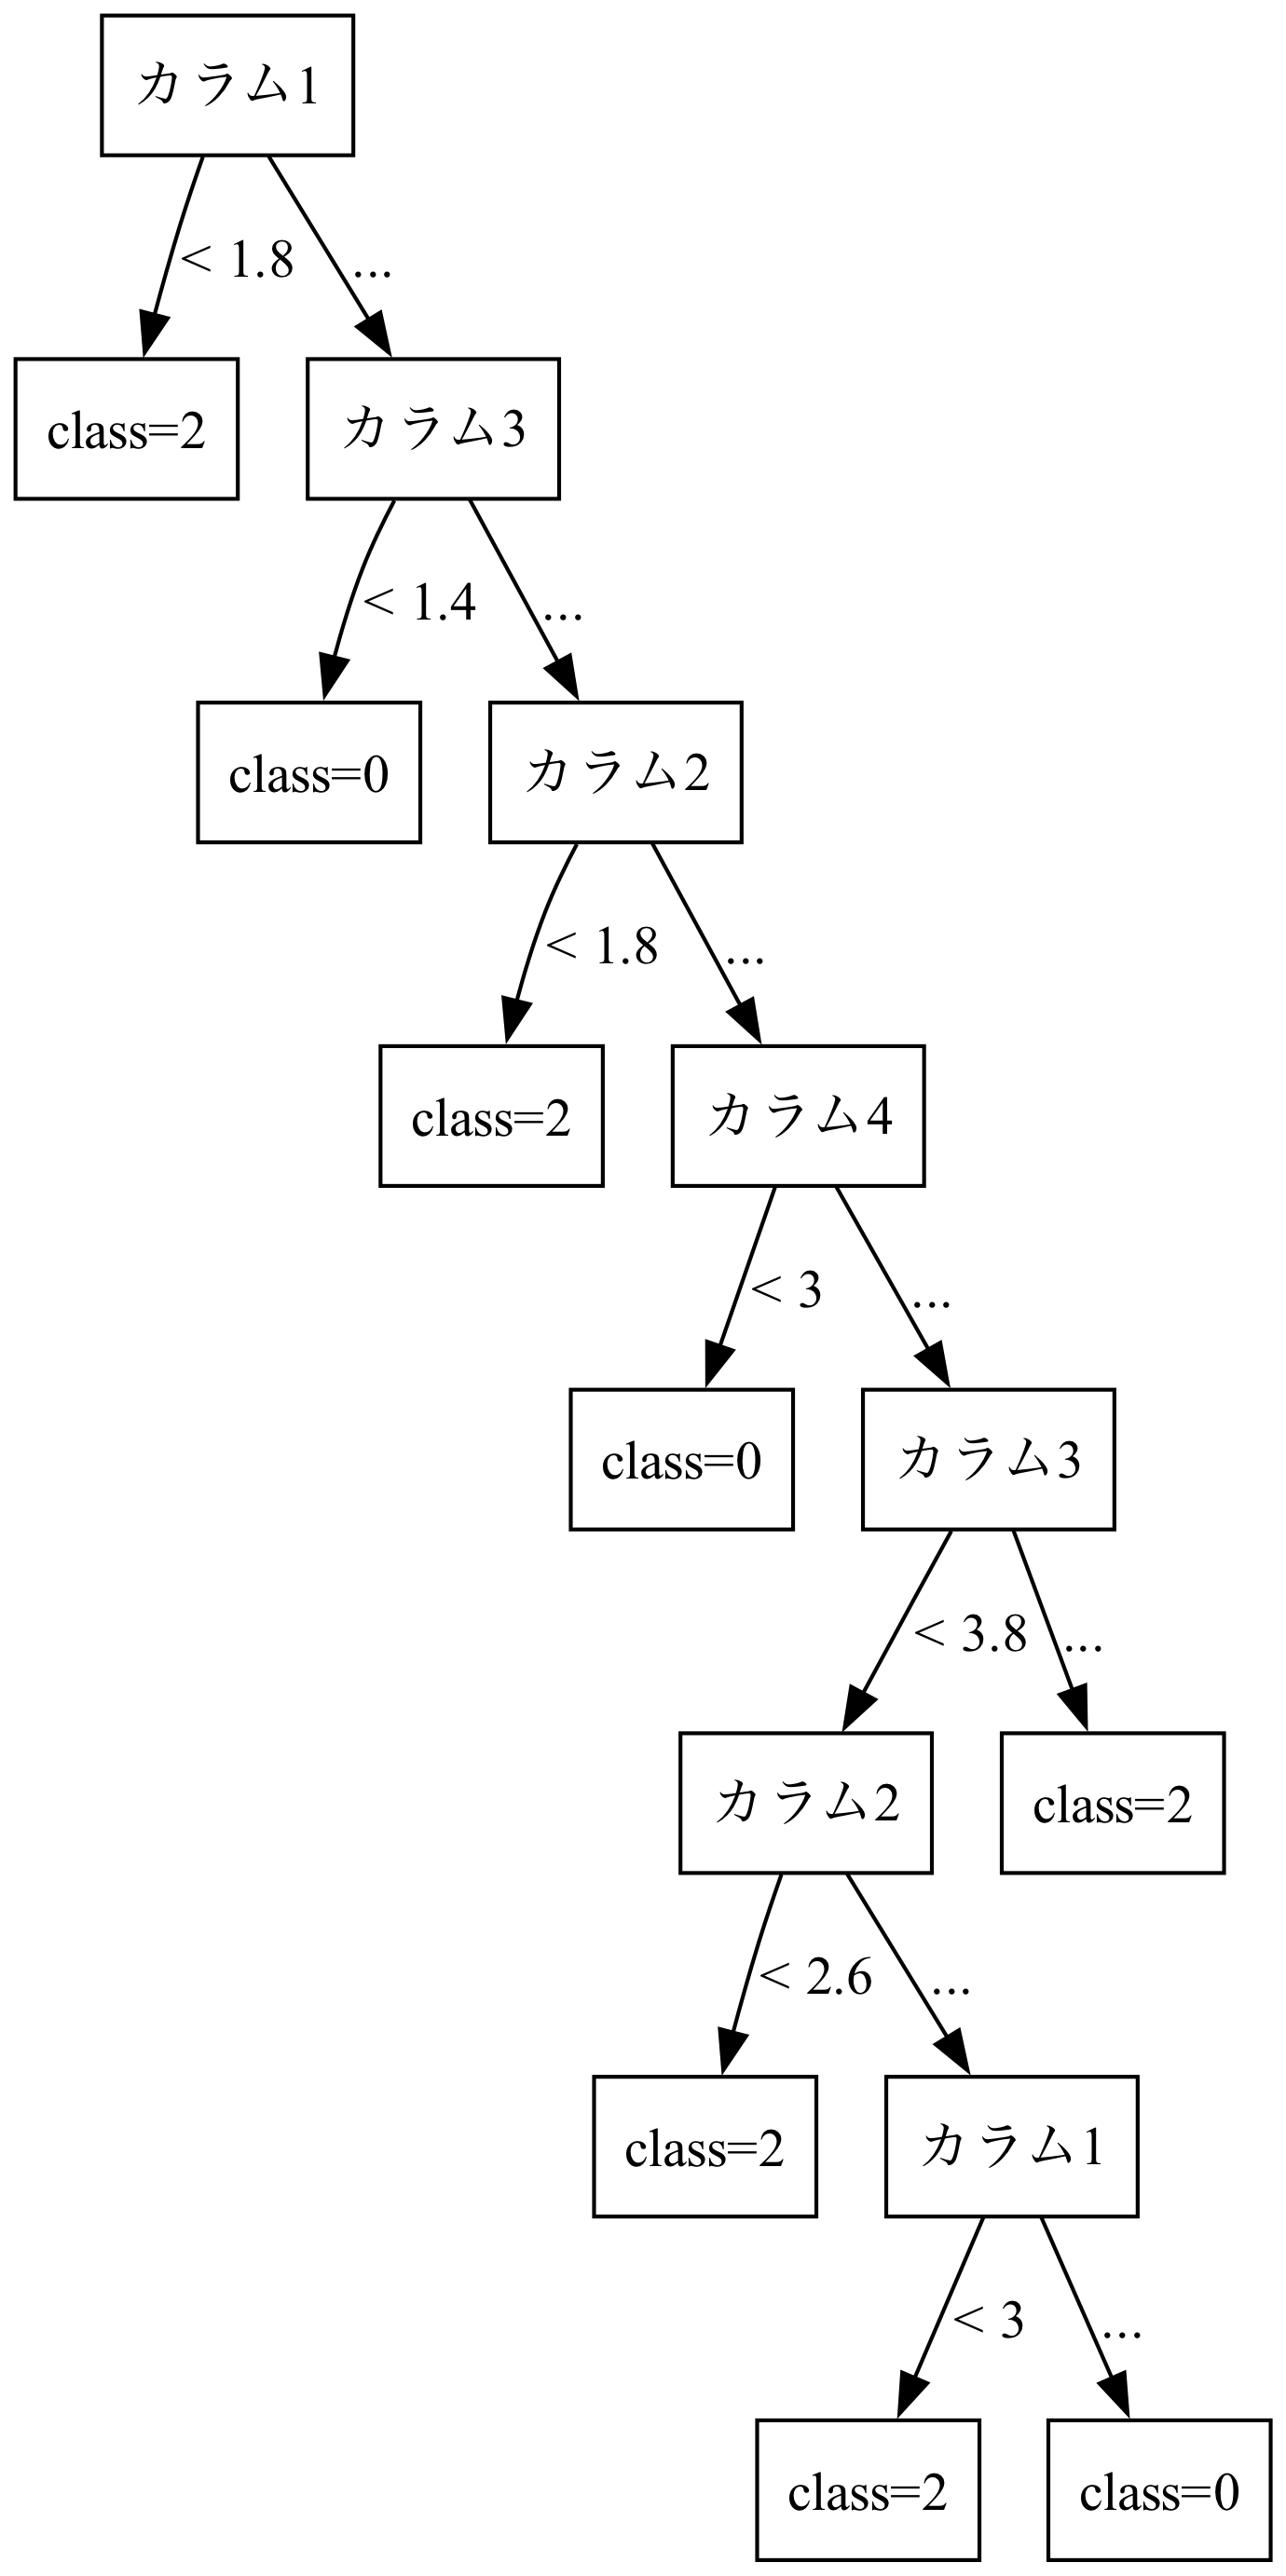 カラム1
< 1.8
...
class=2
カラム3
< 1.4
...
class=0
カラム2
< 1.8
...
class=2
カラム4
< 3
...
class=0
カラム3
< 3.8
...
カラム2
class=2
< 2.6
...
class=2
カラム1
< 3
...
class=2
class=0